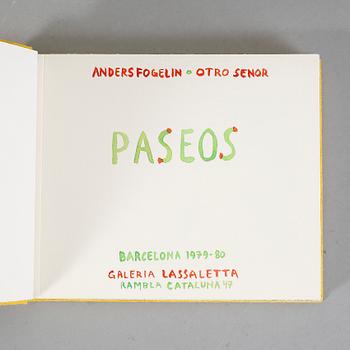 ANDERS FOGELIN • OTRO SENOR
PASEOS
BARCELONA 1979-80
GALERIA LASSALETTA
RAMBLA CATALUNA 47